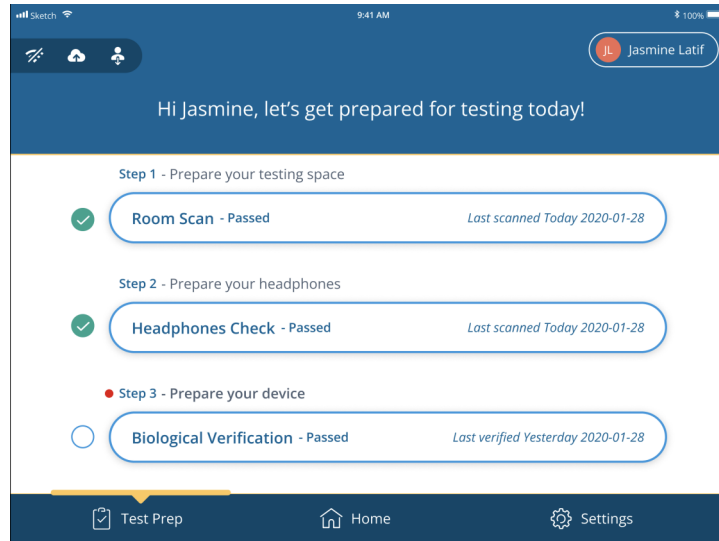 Sketch
9:41 AM
100%
JL Jasmine Latif
Hi Jasmine, let's get prepared for testing today!
Step 1 - Prepare your testing space
Room Scan - Passed Last scanned Today 2020-01-28
Step 2 - Prepare your headphones
Headphones Check - Passed Last scanned Today 2020-01-28
Step 3 - Prepare your device
Biological Verification - Passed Last verified Yesterday 2020-01-28
Test Prep Home Settings